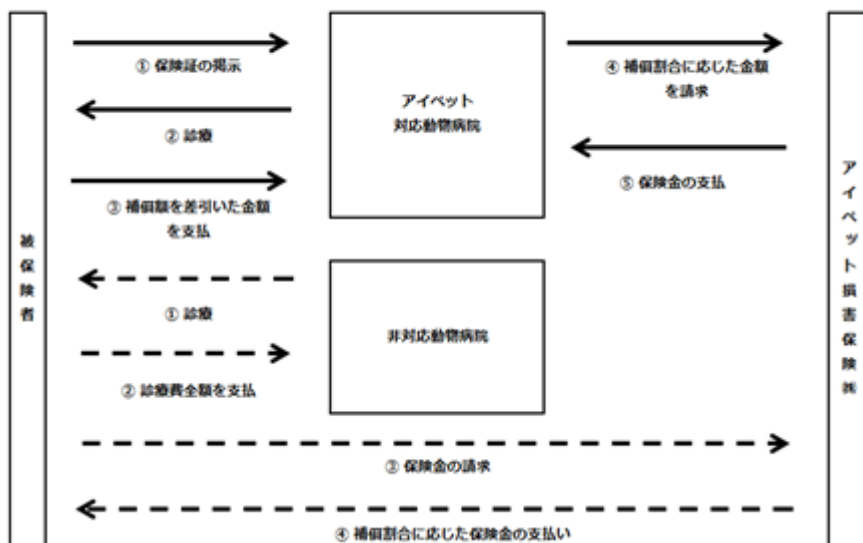 ① 保険証の掲示
② 診療
③ 補償額を差引いた金額
を支払
アイペット
対応動物病院
④ 補償割合に応じた金額
を請求
⑤ 保険金の支払
被保険者
アイペット損害保険㈱
① 診療
② 診療費全額を支払
非対応動物病院
③ 保険金の請求
④ 補償割合に応じた保険金の支払い